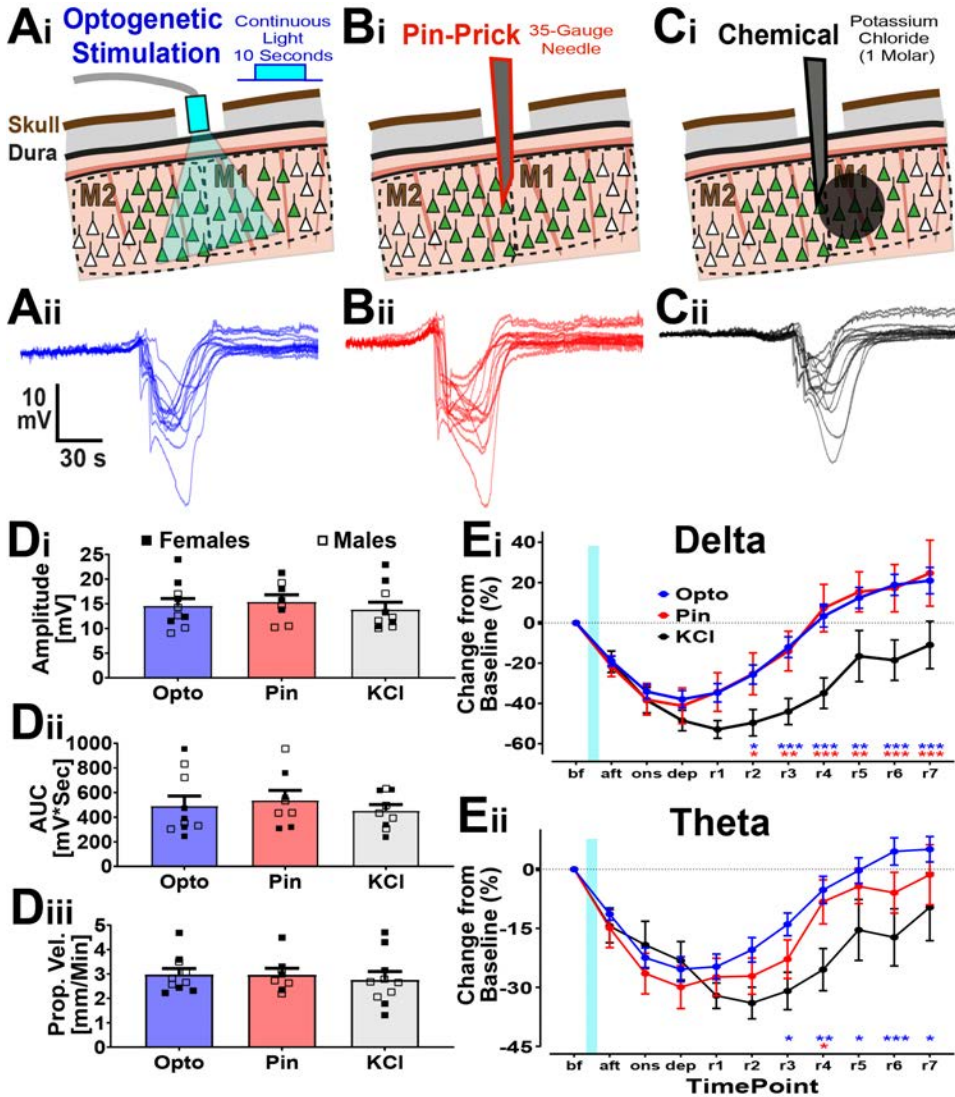 Ai
Optogenetic
Stimulation
Continuous
Light
10 Seconds
Bi
Pin-Prick
35-Gauge
Needle
Ci
Chemical
Potassium
Chloride
(1 Molar)
Skull
Dura
M2
M1
M2
M1
M2
M1
Aii
Bii
Cii
10
mV
30 s
Di
Females
Males
Amplitude
[mV]
25
20
15
10
5
0
Opto
Pin
KCl
Dii
AUC
[mV*Sec]
1000
800
600
400
200
0
Opto
Pin
KCl
Diii
Prop. Vel.
[mm/Min]
5
4
3
2
1
0
Opto
Pin
KCl
Ei
Delta
Change from
Baseline (%)
40
20
0
-20
-40
-60
Opto
Pin
KCl
* *** *** ** *** ***
* ** *** ** *** ***
bf aft ons dep r1 r2 r3 r4 r5 r6 r7
Eii
Theta
Change from
Baseline (%)
0
-15
-30
-45
* ** * *** *
*
bf aft ons dep r1 r2 r3 r4 r5 r6 r7
TimePoint